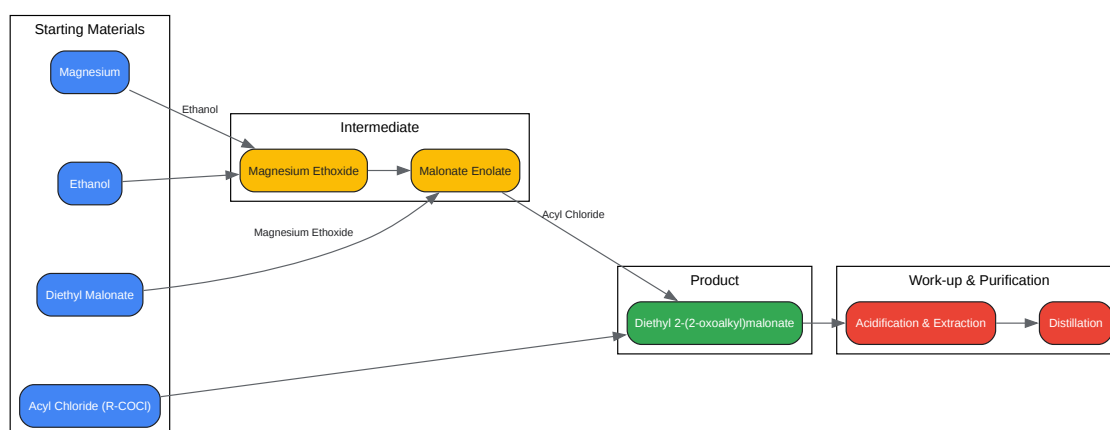 Starting Materials
Magnesium
Ethanol
Ethanol
Intermediate
Magnesium Ethoxide
Malonate Enolate
Diethyl Malonate
Magnesium Ethoxide
Acyl Chloride
Product
Diethyl 2-(2-oxoalkyl)malonate
Work-up & Purification
Acidification & Extraction
Distillation
Acyl Chloride (R-COCl)